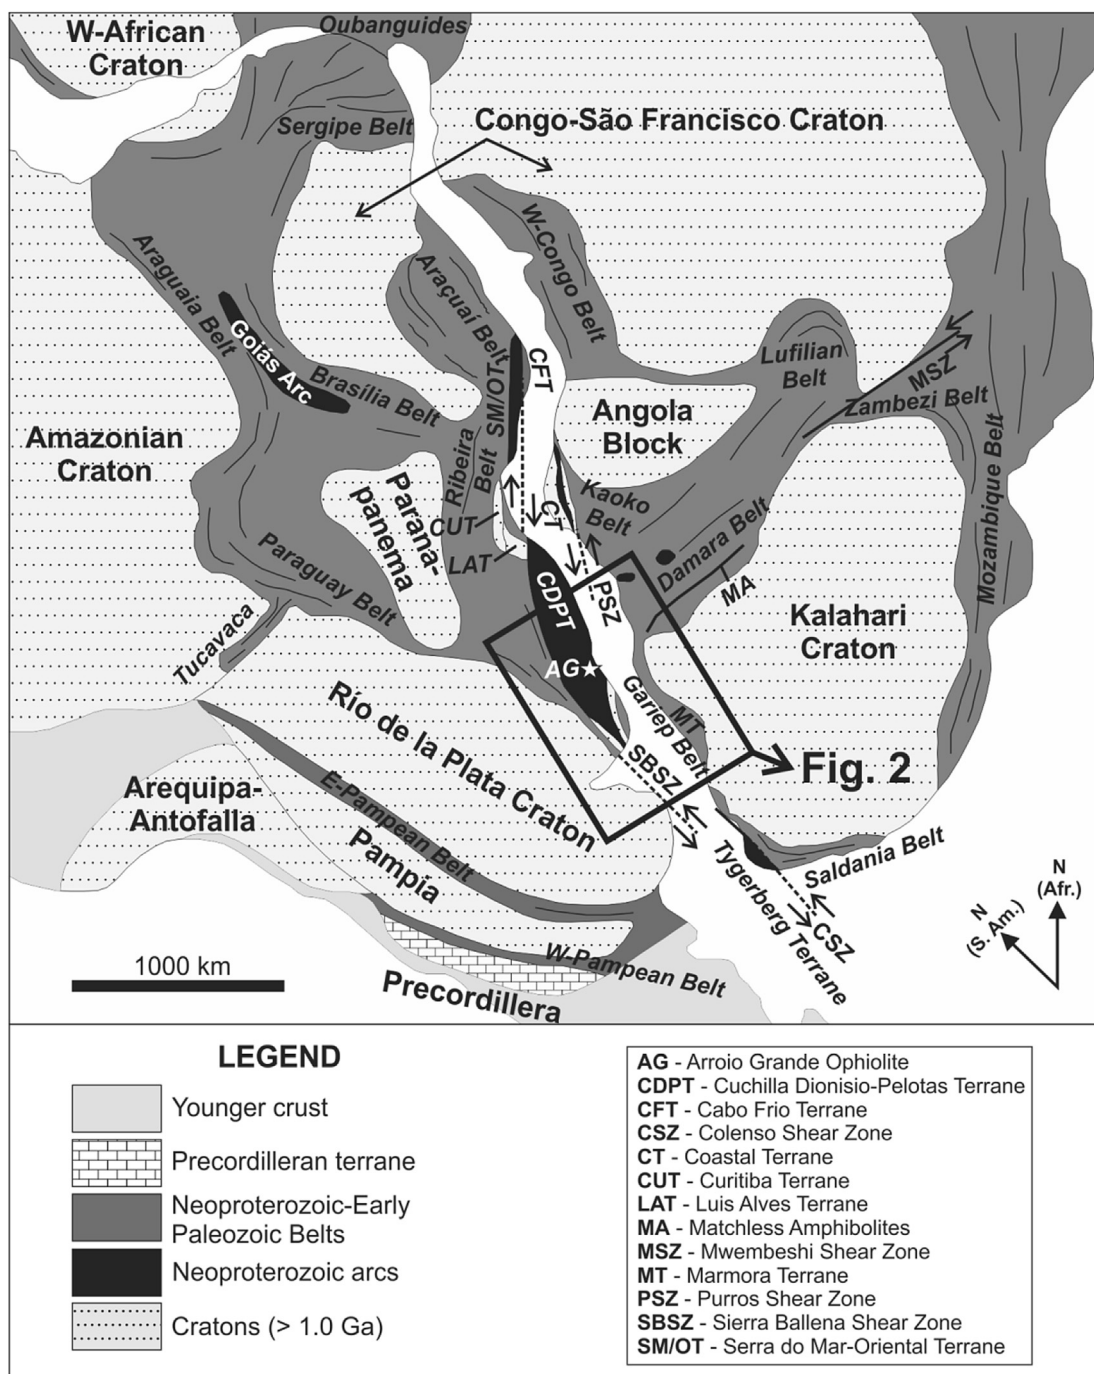 Oubanguides
W-African
Craton
Sergipe Belt
Congo-São Francisco Craton
W-Congo Belt
Araguaia Belt
Araçuaí Belt
Goiás Arc
Brasília Belt
SM/OT
CFT
Lufilian
Belt
MSZ
Zambezi Belt
Angola
Block
Amazonian
Craton
Ribeira
Belt
Paraná-
panema
Kaoko
Belt
CT
CUT
LAT
Damara Belt
MA
Mozambique Belt
Paraguay Belt
CDPT
PSZ
Kalahari
Craton
Tucavaca
AG
Gariep Belt
MT
Río de la Plata Craton
SBSZ
Fig. 2
Arequipa-
Antofalla
E-Pampean Belt
Pampia
Saldania Belt
Tygerberg Terrane
CSZ
N
(Afr.)
N
(S. Am.)
W-Pampean Belt
1000 km
Precordillera
LEGEND
Younger crust
Precordilleran terrane
Neoproterozoic-Early
Paleozoic Belts
Neoproterozoic arcs
Cratons (> 1.0 Ga)
AG - Arroio Grande Ophiolite
CDPT - Cuchilla Dionisio-Pelotas Terrane
CFT - Cabo Frio Terrane
CSZ - Colenso Shear Zone
CT - Coastal Terrane
CUT - Curitiba Terrane
LAT - Luis Alves Terrane
MA - Matchless Amphibolites
MSZ - Mwembeshi Shear Zone
MT - Marmora Terrane
PSZ - Purros Shear Zone
SBSZ - Sierra Ballena Shear Zone
SM/OT - Serra do Mar-Oriental Terrane